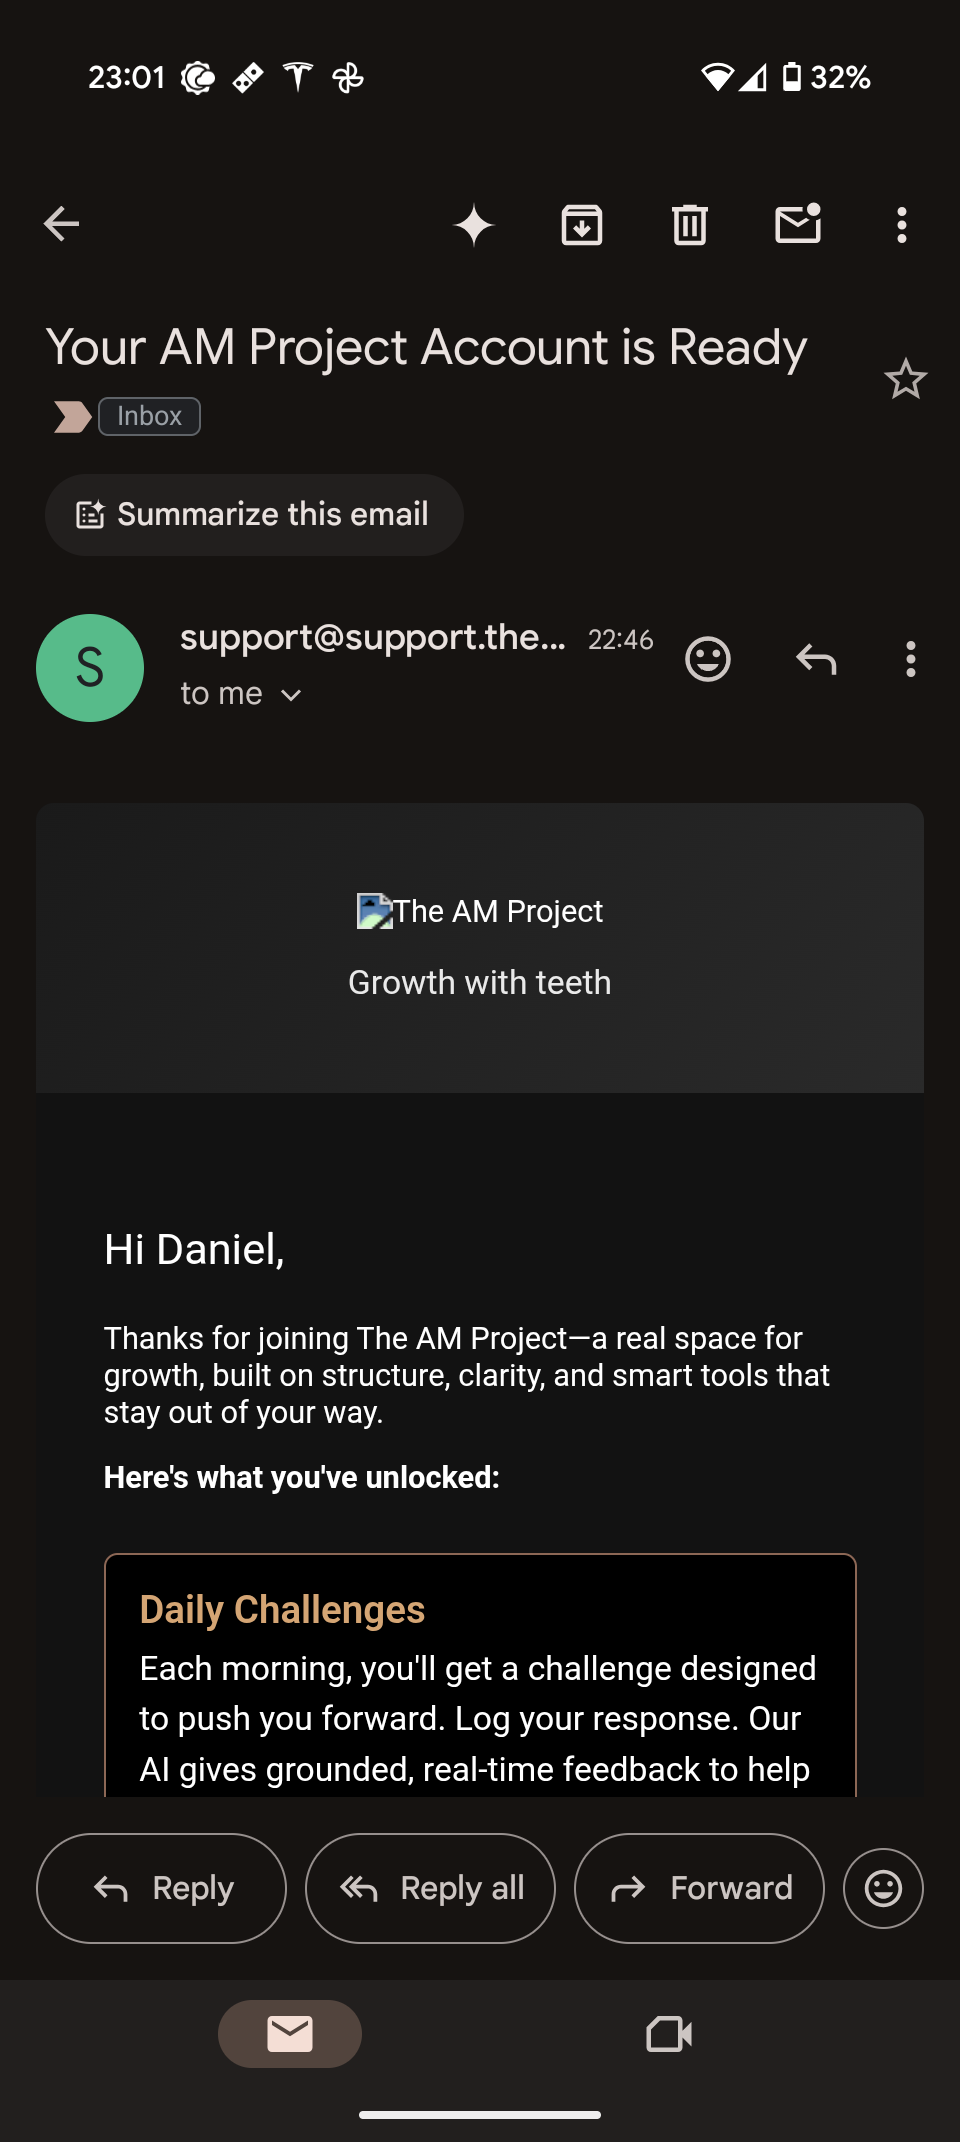 23:01
32%
Your AM Project Account is Ready
Inbox
Summarize this email
S
support@support.the... 22:46
to me
The AM Project
Growth with teeth
Hi Daniel,
Thanks for joining The AM Project—a real space for
growth, built on structure, clarity, and smart tools that
stay out of your way.
Here's what you've unlocked:
Daily Challenges
Each morning, you'll get a challenge designed
to push you forward. Log your response. Our
AI gives grounded, real-time feedback to help
Reply
Reply all
Forward